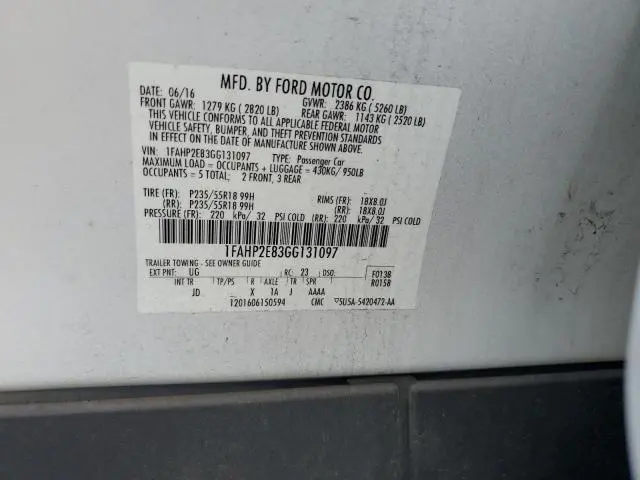 MFD. BY FORD MOTOR CO.
DATE: 06/16 GVWR: 2386 KG ( 5260 LB)
FRONT GAWR: 1279 KG ( 2820 LB) REAR GAWR: 1143 KG ( 2520 LB)
THIS VEHICLE CONFORMS TO ALL APPLICABLE FEDERAL MOTOR
VEHICLE SAFETY, BUMPER, AND THEFT PREVENTION STANDARDS
IN EFFECT ON THE DATE OF MANUFACTURE SHOWN ABOVE.
VIN: 1FAHP2E83GG131097 TYPE: Passenger Car
MAXIMUM LOAD = OCCUPANTS + LUGGAGE = 430KG/ 950LB
OCCUPANTS = 5 TOTAL; 2 FRONT, 3 REAR
TIRE (FR): P235/55R18 99H RIMS (FR): 18X8.0J
(RR): P235/55R18 99H (RR): 18X8.0J
PRESSURE (FR): 220 kPa/ 32 PSI COLD (RR): 220 kPa/ 32 PSI COLD
1FAHP2E83GG131097
TRAILER TOWING - SEE OWNER GUIDE
EXT PNT: UG RC: 23 DSO: F0138
INT TR TP/PS AXLE TR SPR R0158
JD X 1A J AAAA
1201606150594 CMC ▽5U5A-5420472-AA